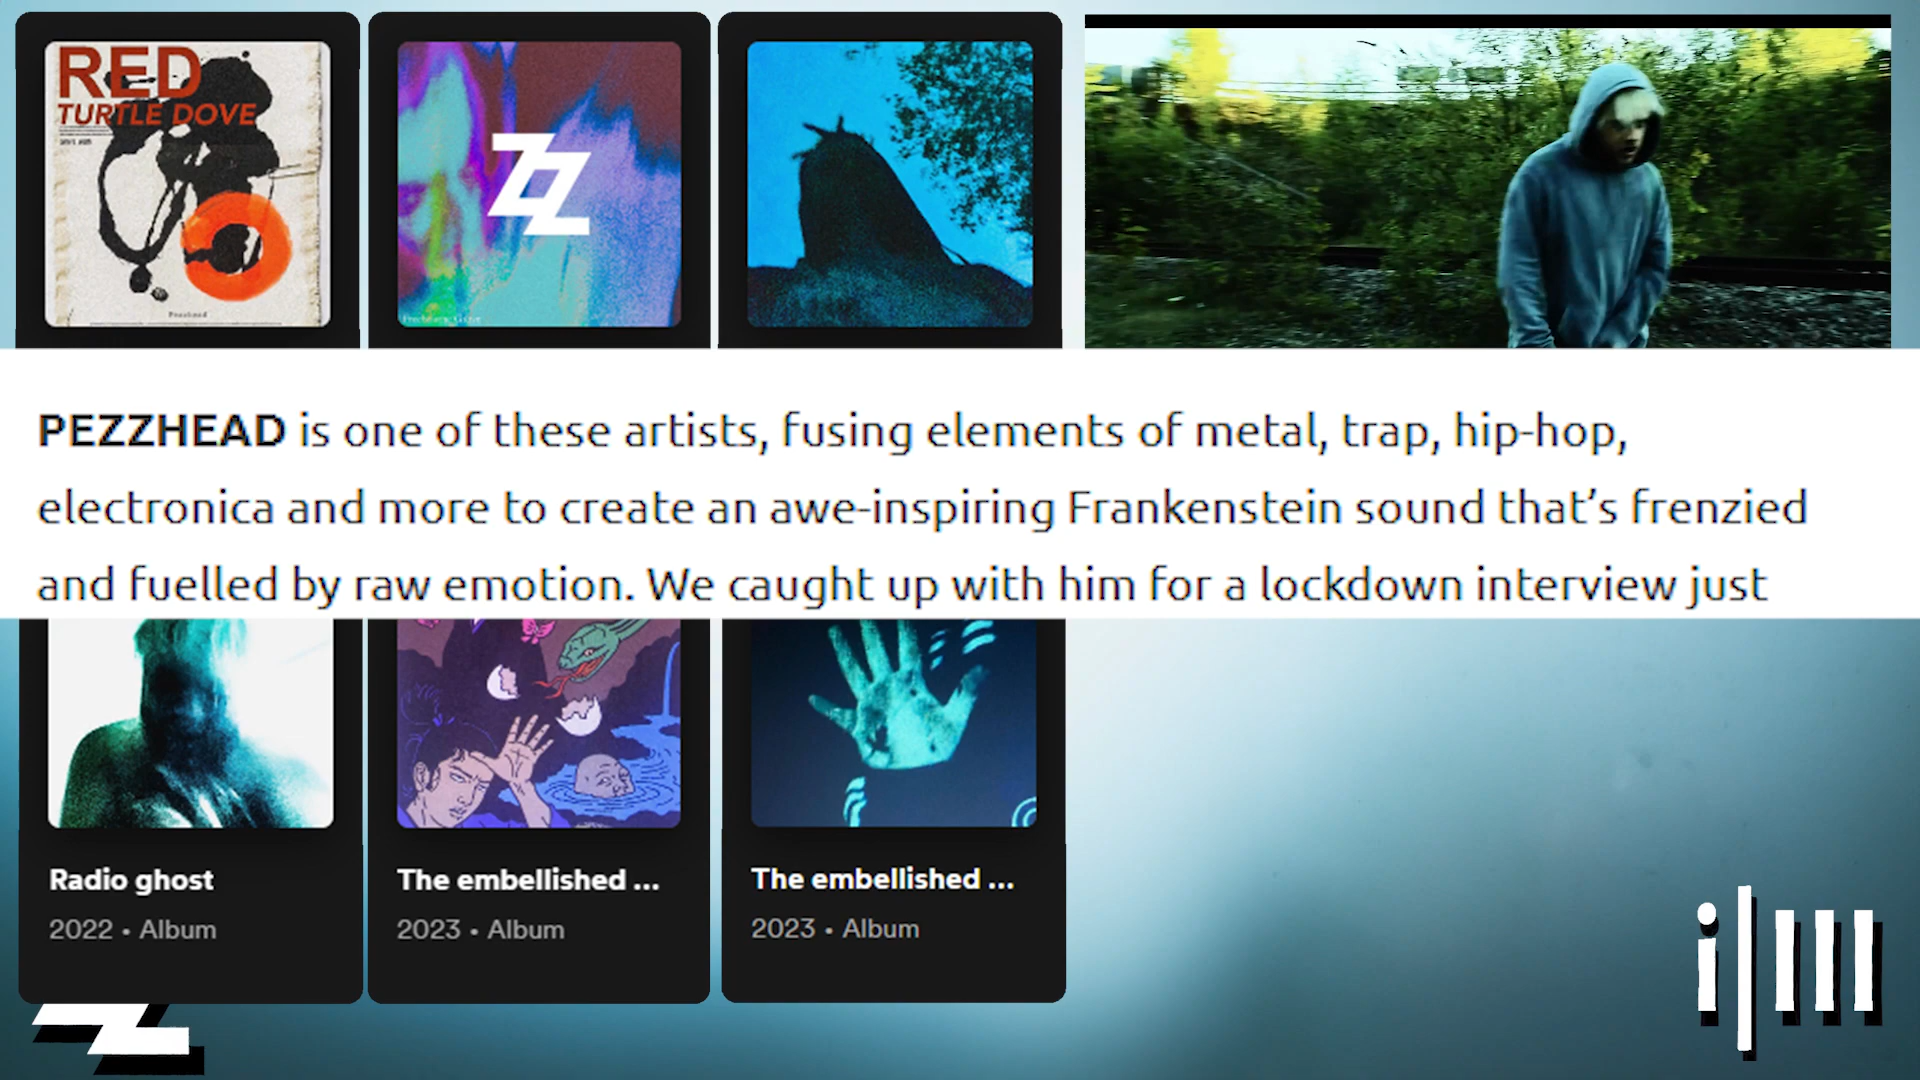 RED
TURTLE DOVE
Pezzhead
PEZZHEAD is one of these artists, fusing elements of metal, trap, hip-hop,
electronica and more to create an awe-inspiring Frankenstein sound that’s frenzied
and fuelled by raw emotion. We caught up with him for a lockdown interview just
Radio ghost
2022 • Album
The embellished ...
2023 • Album
The embellished ...
2023 • Album